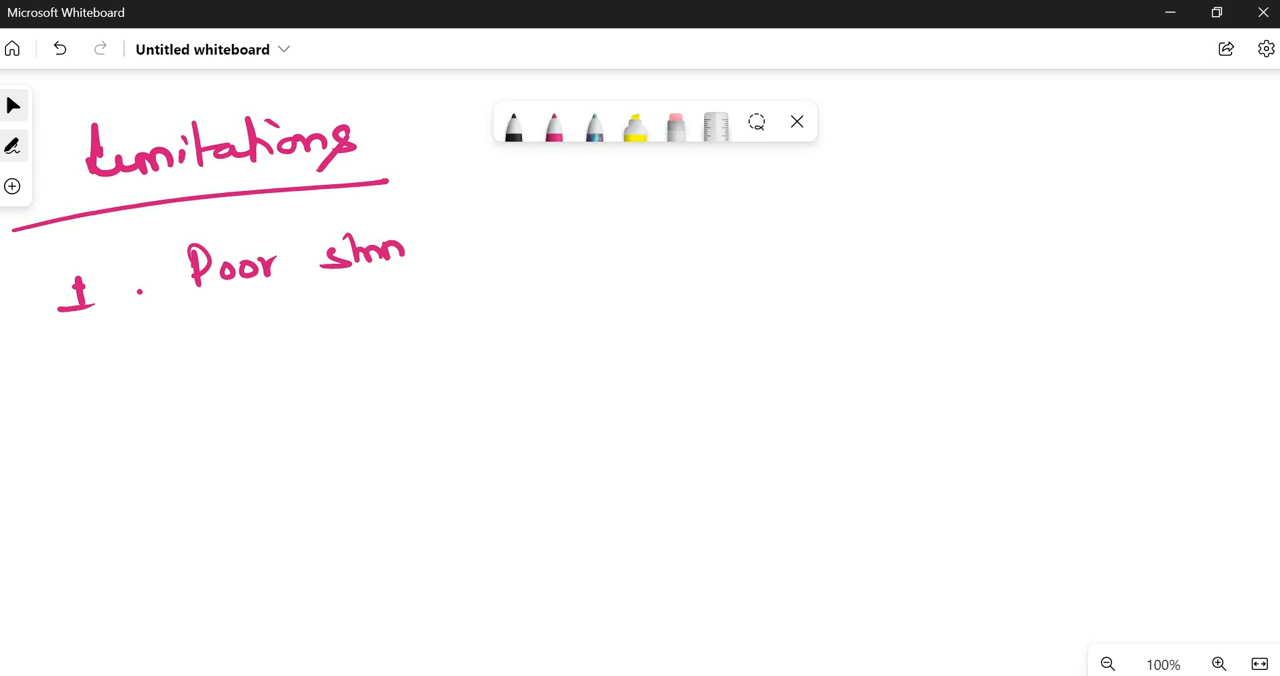 Microsoft Whiteboard
Untitled whiteboard
Limitations
1. Poor
100%